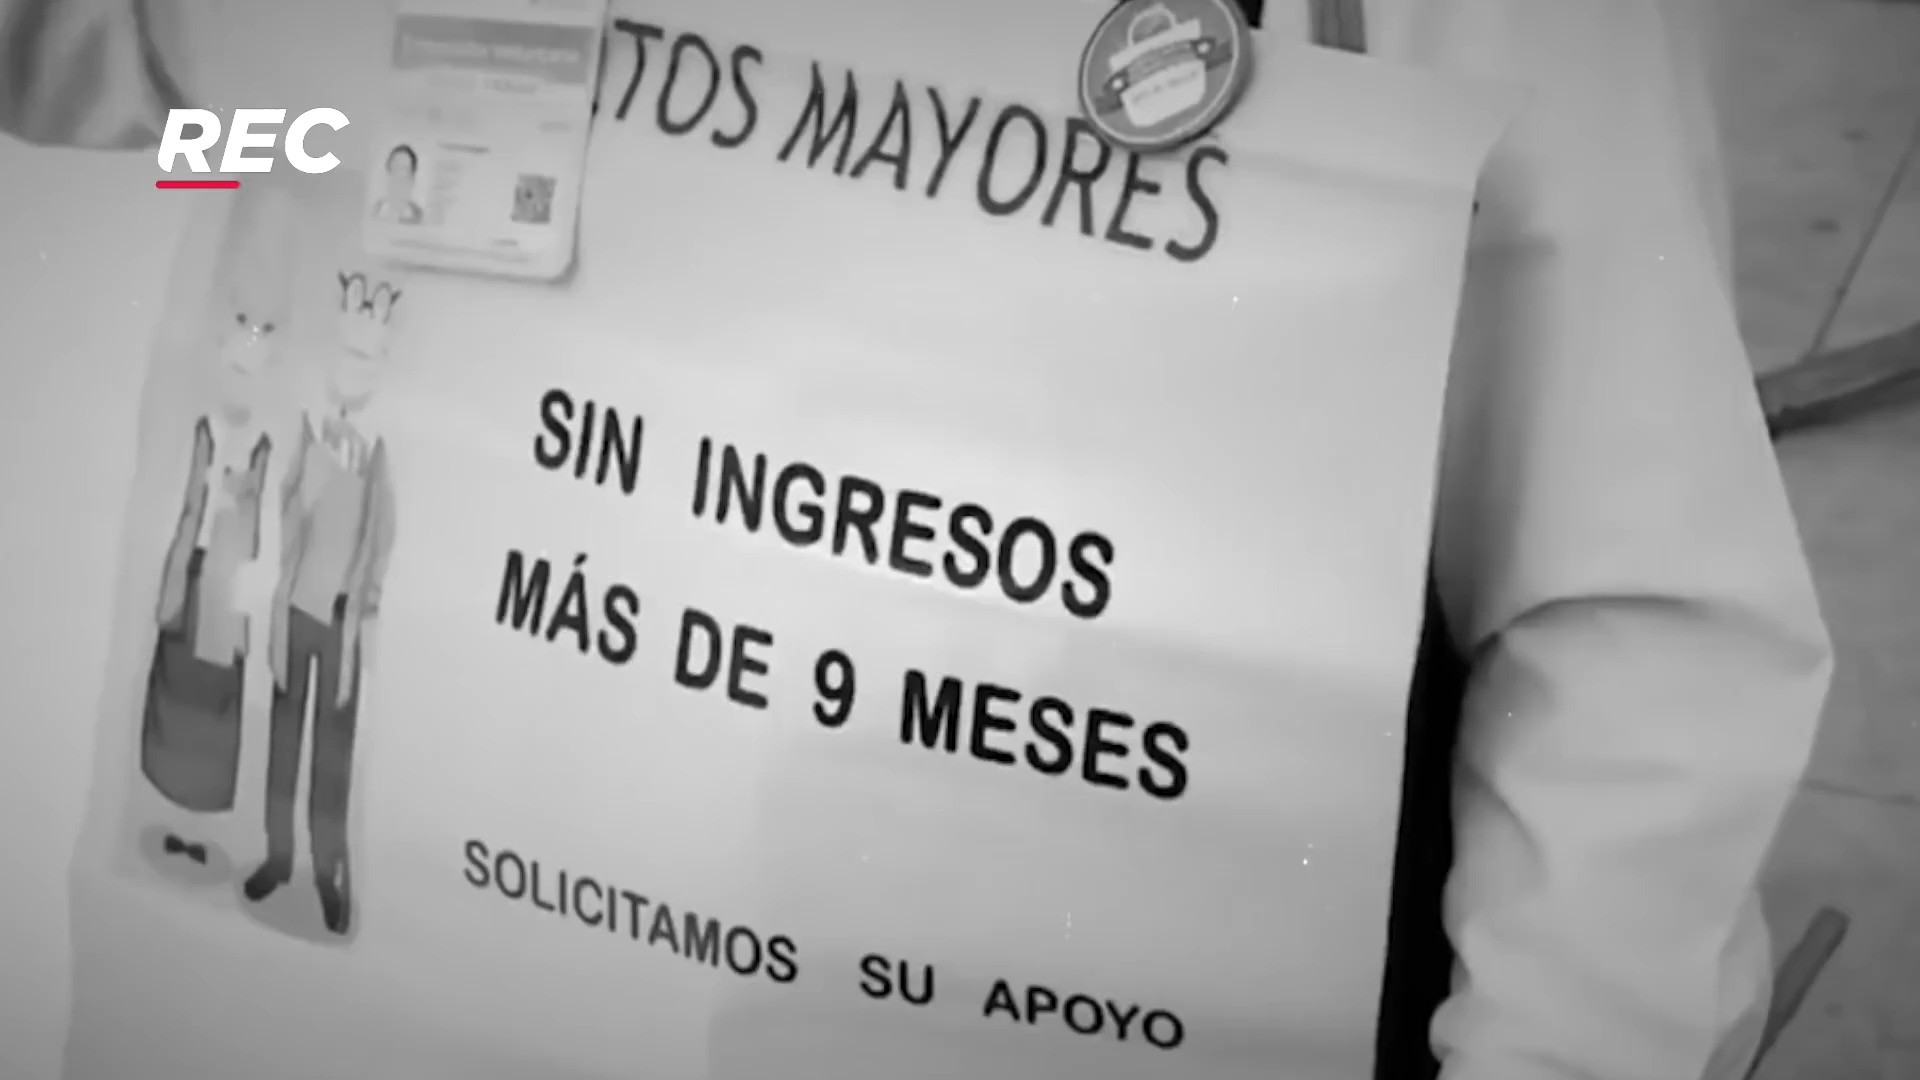 REC
TOS MAYORES
SIN INGRESOS
MÁS DE 9 MESES
SOLICITAMOS SU APOYO